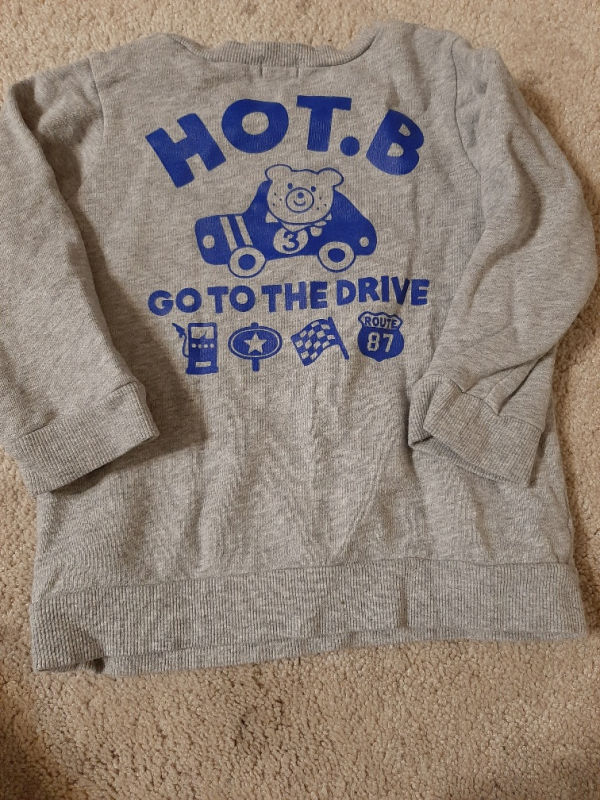 HOT.B
3
GO TO THE DRIVE
ROUTE
87